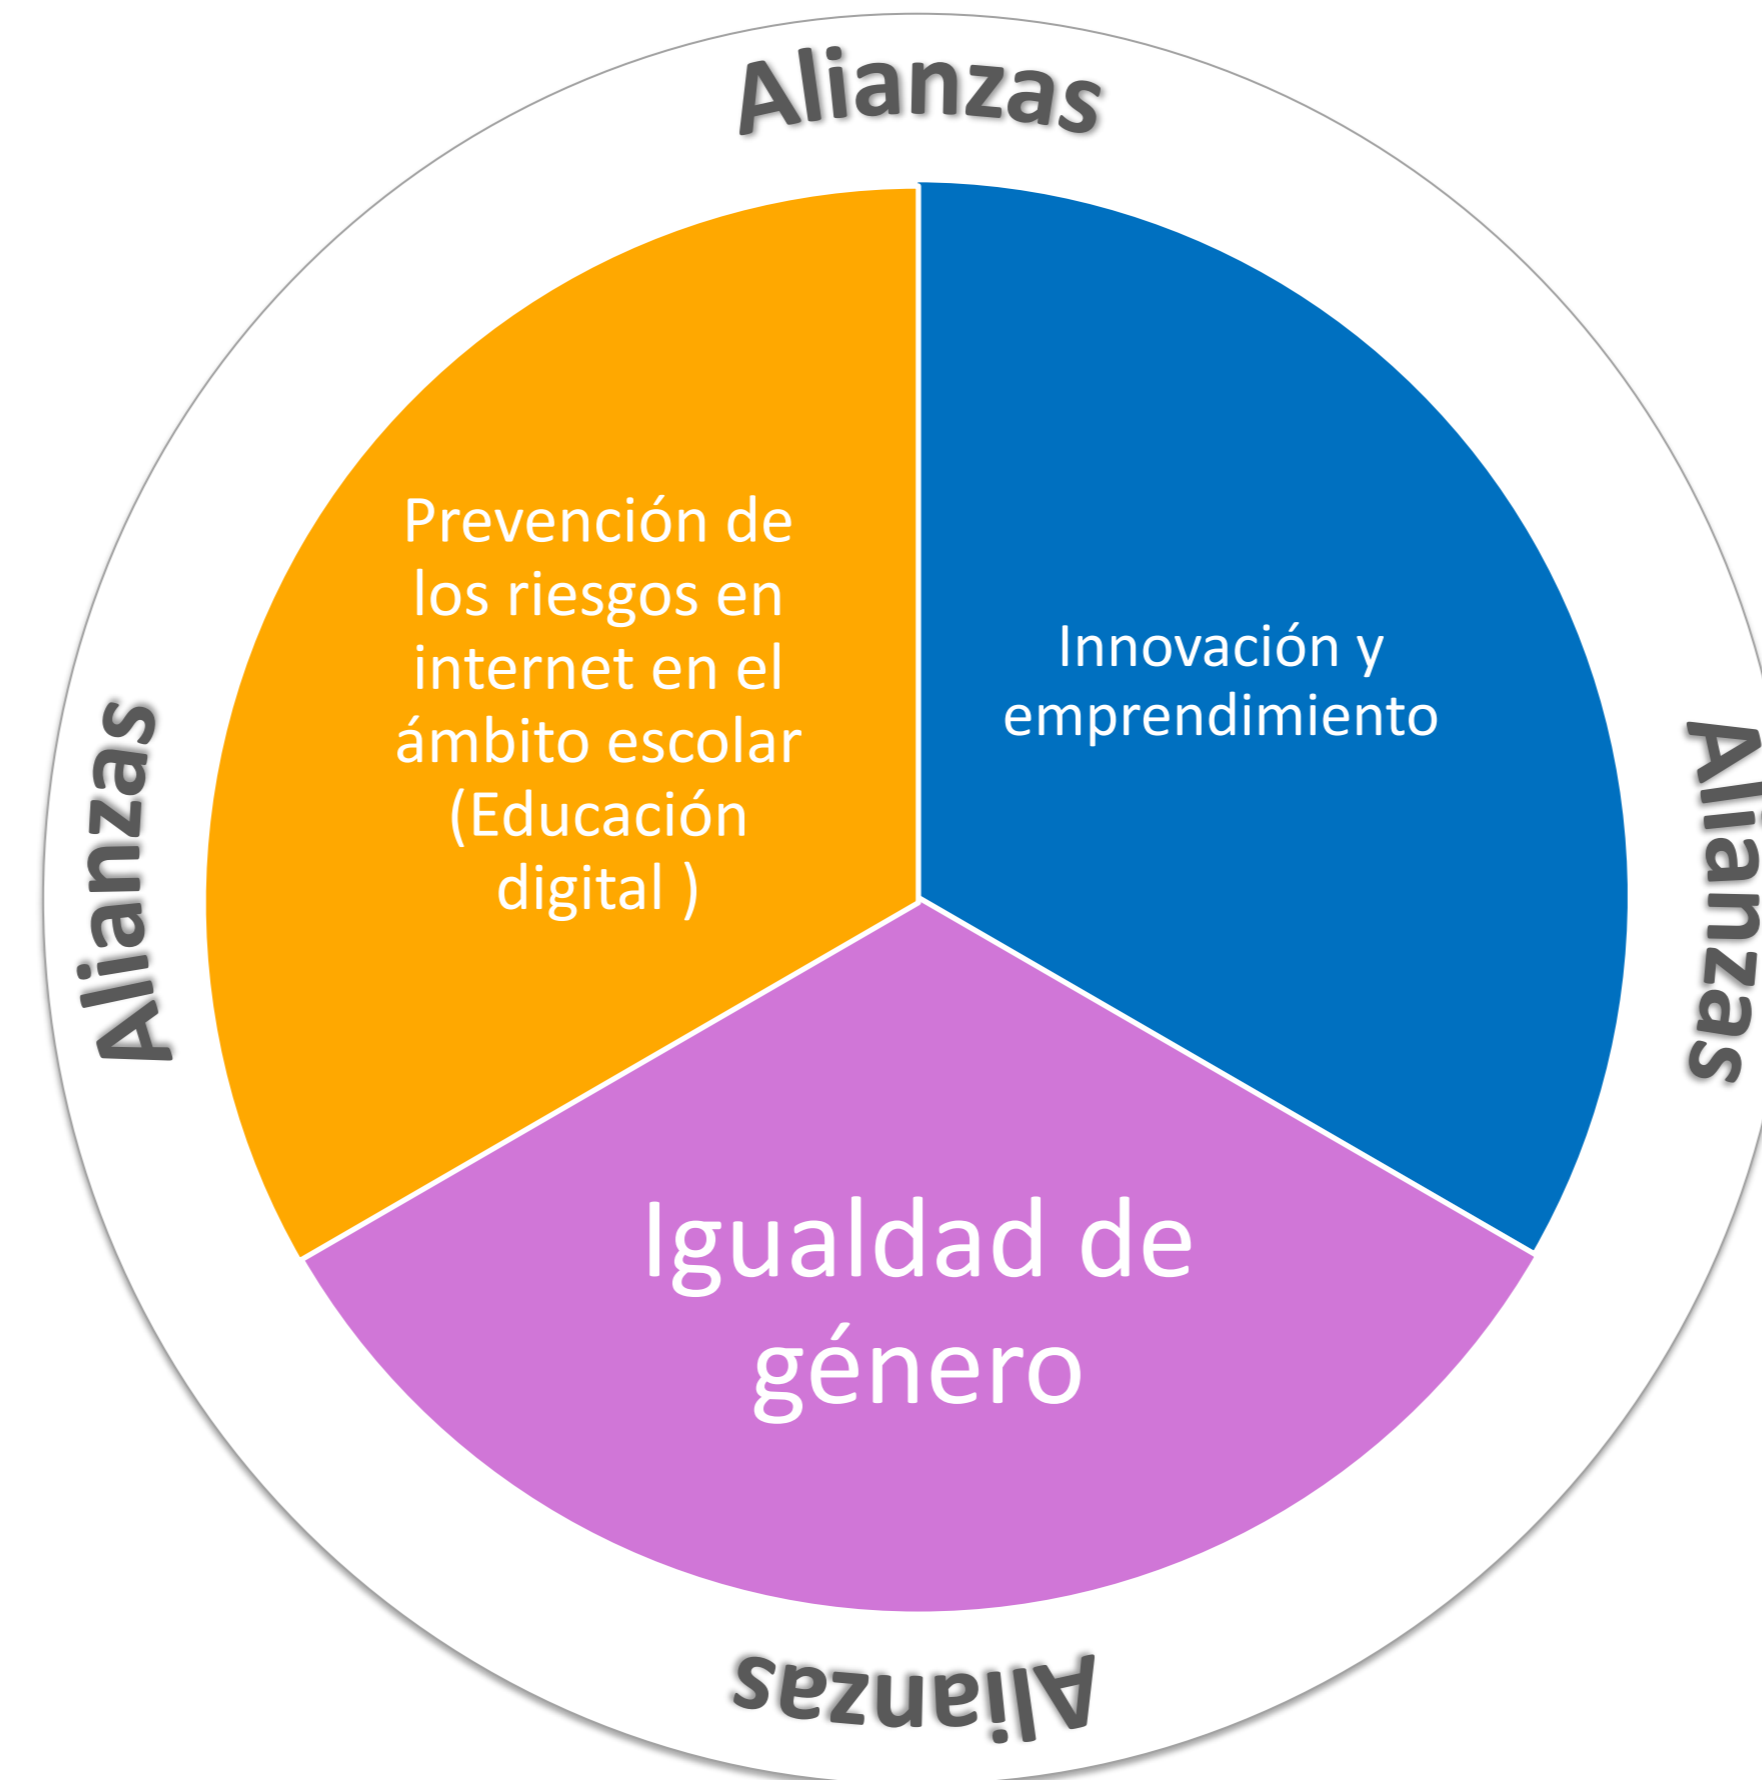 Alianzas
Prevención de
los riesgos en
internet en el
ámbito escolar
(Educación
digital )
Innovación y
emprendimiento
Alianzas
Alianzas
Igualdad de
género
Alianzas